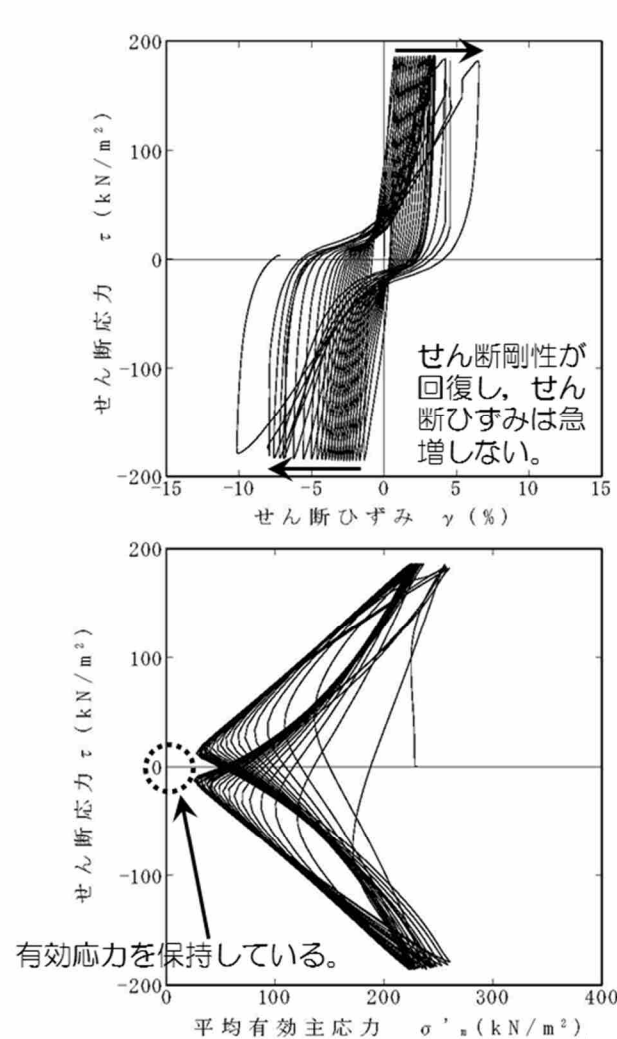 200
100
0
-100
-200
せん断応力 τ (kN/m²)
せん断剛性が
回復し，せん
断ひずみは急
増しない。
-15 -10 -5 0 5 10 15
せん断ひずみ γ (%)
200
100
0
-100
-200
せん断応力 τ (kN/m²)
有効応力を保持している。
0 100 200 300 400
平均有効主応力 σ'ₘ (kN/m²)